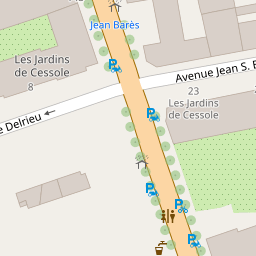 Jean Barès
Les Jardins
de Cessole
8
Avenue Jean S.
23
Les Jardins
de Cessole
Delrieu ←
P
P
P
P
P